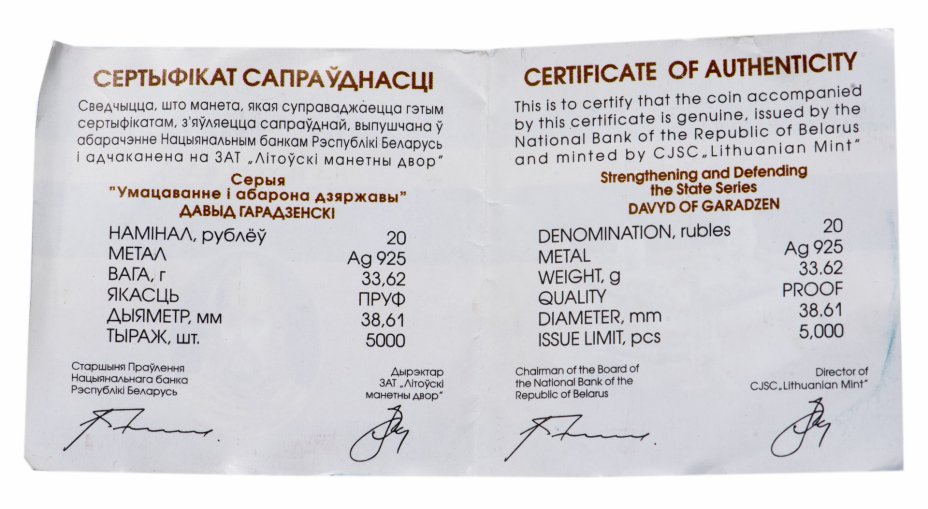 СЕРТЫФІКАТ САПРАЎДНАСЦІ
Сведчыцца, што манета, якая суправаджаецца гэтым
сертыфікатам, з'яўляецца сапраўднай, выпушчана ў
абарачэнне Нацыянальным банкам Рэспублікі Беларусь
і адчаканена на ЗАТ „Літоўскі манетны двор”
Серыя
"Умацаванне і абарона дзяржавы”
ДАВЫД ГАРАДЗЕНСКІ
НАМІНАЛ, рублёў 20
МЕТАЛ Ag 925
ВАГА, г 33,62
ЯКАСЦЬ ПРУФ
ДЫЯМЕТР, мм 38,61
ТЫРАЖ, шт. 5000
Старшыня Праўлення
Нацыянальнага банка
Рэспублікі Беларусь
Дырэктар
ЗАТ „Літоўскі
манетны двор”
CERTIFICATE OF AUTHENTICITY
This is to certify that the coin accompanied
by this certificate is genuine, issued by the
National Bank of the Republic of Belarus
and minted by CJSC „Lithuanian Mint”
Strengthening and Defending
the State Series
DAVYD OF GARADZEN
DENOMINATION, rubles 20
METAL Ag 925
WEIGHT, g 33.62
QUALITY PROOF
DIAMETER, mm 38.61
ISSUE LIMIT, pcs 5,000
Chairman of the Board of
the National Bank of the
Republic of Belarus
Director of
CJSC „Lithuanian Mint”